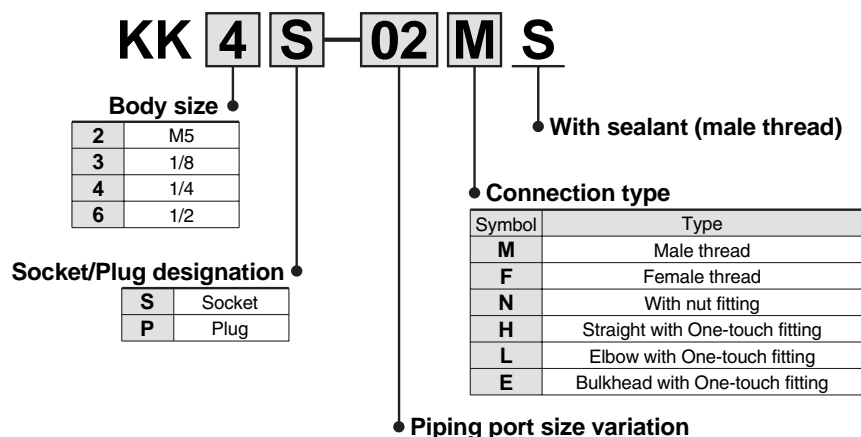 KK 4 S-02 M S
Body size
2 M5
3 1/8
4 1/4
6 1/2
With sealant (male thread)
Connection type
Symbol Type
M Male thread
F Female thread
N With nut fitting
H Straight with One-touch fitting
L Elbow with One-touch fitting
E Bulkhead with One-touch fitting
Socket/Plug designation
S Socket
P Plug
Piping port size variation